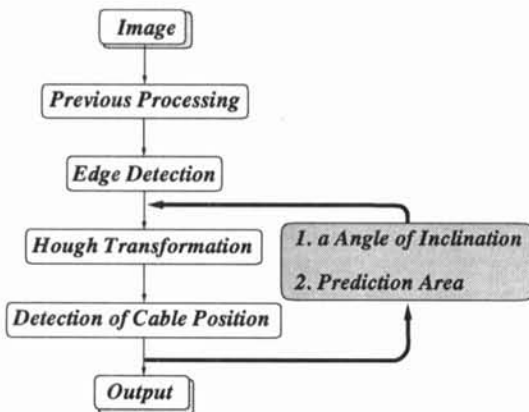 Image
Previous Processing
Edge Detection
Hough Transformation
1. a Angle of Inclination
2. Prediction Area
Detection of Cable Position
Output